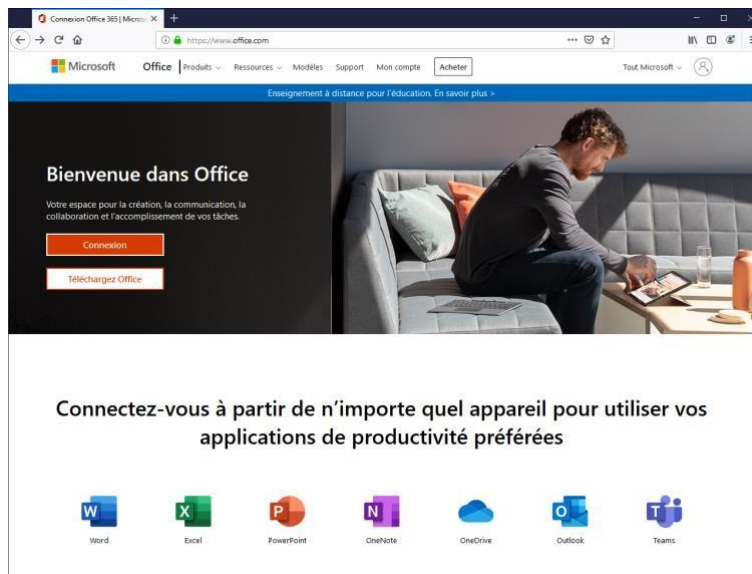 Connexion Office 365 | Micros
https://www.office.com
Microsoft Office Produits Ressources Modèles Support Mon compte Acheter Tout Microsoft
Enseignement à distance pour l'éducation. En savoir plus >
Bienvenue dans Office
Votre espace pour la création, la communication, la
collaboration et l'accomplissement de vos tâches.
Connexion
Téléchargez Office
Connectez-vous à partir de n'importe quel appareil pour utiliser vos
applications de productivité préférées
W X P N O T
Word Excel PowerPoint OneNote OneDrive Outlook Teams